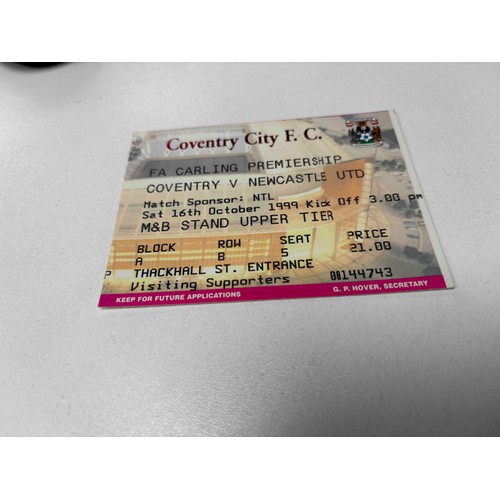 Coventry City F. C.
FA CARLING PREMIERSHIP
COVENTRY V NEWCASTLE UTD
Match Sponsor: NTL
Sat 16th October 1999 Kick Off 3.00 pm
M&B STAND UPPER TIER
BLOCK ROW SEAT PRICE
A B 5 21.00
THACKHALL ST. ENTRANCE
P Visiting Supporters 00144743
KEEP FOR FUTURE APPLICATIONS G. P. HOVER, SECRETARY